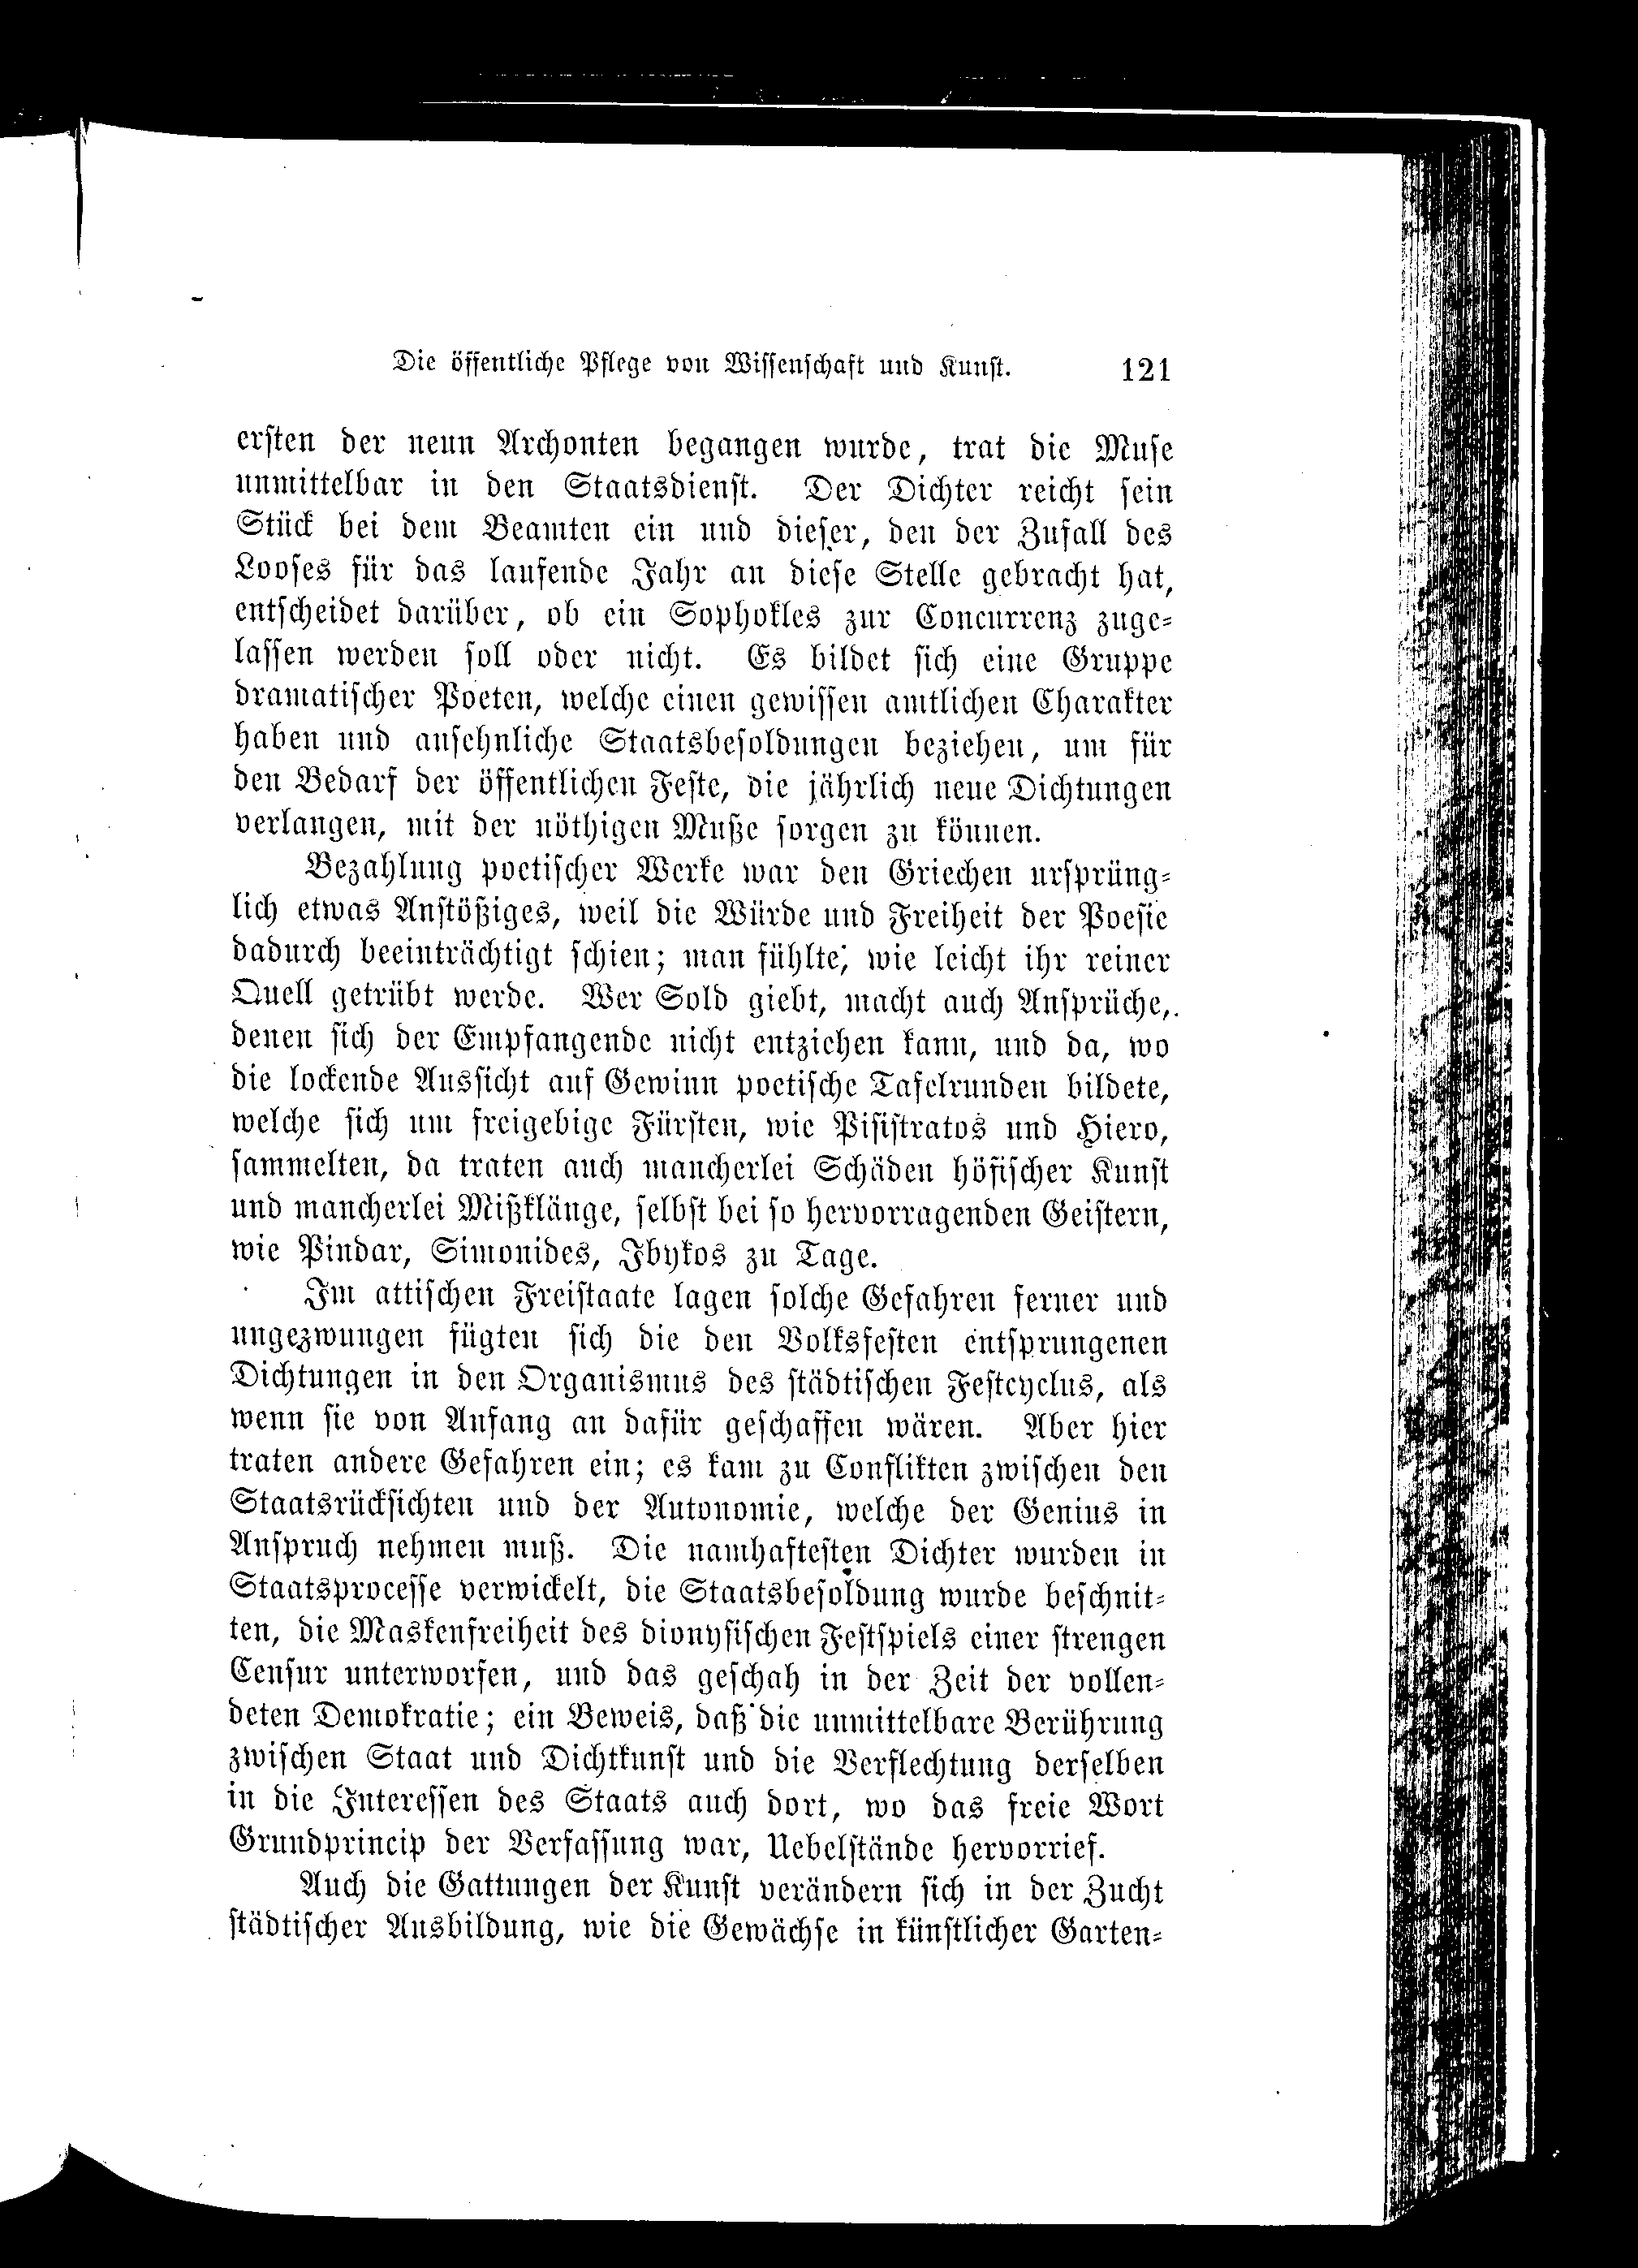 Die öffentliche Pflege von Wissenschaft und Kunst. 121
ersten der neun Archonten begangen wurde, trat die Muse
unmittelbar in den Staatsdienst. Der Dichter reicht sein
Stück bei dem Beamten ein und dieser, den der Zufall des
Looses für das laufende Jahr an diese Stelle gebracht hat,
entscheidet darüber, ob ein Sophokles zur Concurrenz zuge-
lassen werden soll oder nicht. Es bildet sich eine Gruppe
dramatischer Poeten, welche einen gewissen amtlichen Charakter
haben und ansehnliche Staatsbesoldungen beziehen, um für
den Bedarf der öffentlichen Feste, die jährlich neue Dichtungen
verlangen, mit der nöthigen Muße sorgen zu können.
Bezahlung poetischer Werke war den Griechen ursprüng-
lich etwas Anstößiges, weil die Würde und Freiheit der Poesie
dadurch beeinträchtigt schien; man fühlte, wie leicht ihr reiner
Quell getrübt werde. Wer Sold giebt, macht auch Ansprüche,
denen sich der Empfangende nicht entziehen kann, und da, wo
die lockende Aussicht auf Gewinn poetische Tafelrunden bildete,
welche sich um freigebige Fürsten, wie Pisistratos und Hiero,
sammelten, da traten auch mancherlei Schäden höfischer Kunst
und mancherlei Mißklänge, selbst bei so hervorragenden Geistern,
wie Pindar, Simonides, Ibykos zu Tage.
Im attischen Freistaate lagen solche Gefahren ferner und
ungezwungen fügten sich die den Volksfesten entsprungenen
Dichtungen in den Organismus des städtischen Festcyclus, als
wenn sie von Anfang an dafür geschaffen wären. Aber hier
traten andere Gefahren ein; es kam zu Conflikten zwischen den
Staatsrücksichten und der Autonomie, welche der Genius in
Anspruch nehmen muß. Die namhaftesten Dichter wurden in
Staatsprocesse verwickelt, die Staatsbesoldung wurde beschnit-
ten, die Maskenfreiheit des dionysischen Festspiels einer strengen
Censur unterworfen, und das geschah in der Zeit der vollen-
deten Demokratie; ein Beweis, daß die unmittelbare Berührung
zwischen Staat und Dichtkunst und die Verflechtung derselben
in die Interessen des Staats auch dort, wo das freie Wort
Grundprincip der Verfassung war, Uebelstände hervorrief.
Auch die Gattungen der Kunst verändern sich in der Zucht
städtischer Ausbildung, wie die Gewächse in künstlicher Garten-